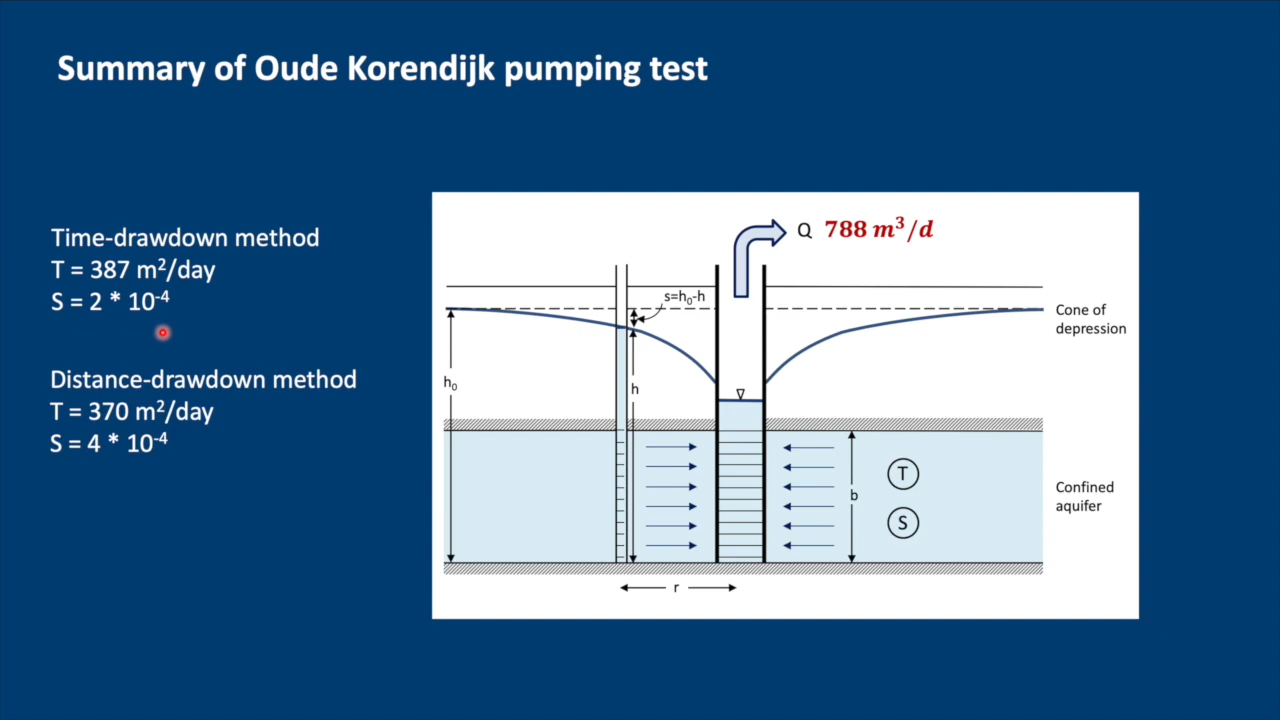 Summary of Oude Korendijk pumping test
Time-drawdown method
T = 387 m²/day
S = 2 * 10⁻⁴
Distance-drawdown method
T = 370 m²/day
S = 4 * 10⁻⁴
Q 788 m³/d
s=h₀-h
Cone of
depression
h₀
h
T
b
Confined
aquifer
S
r